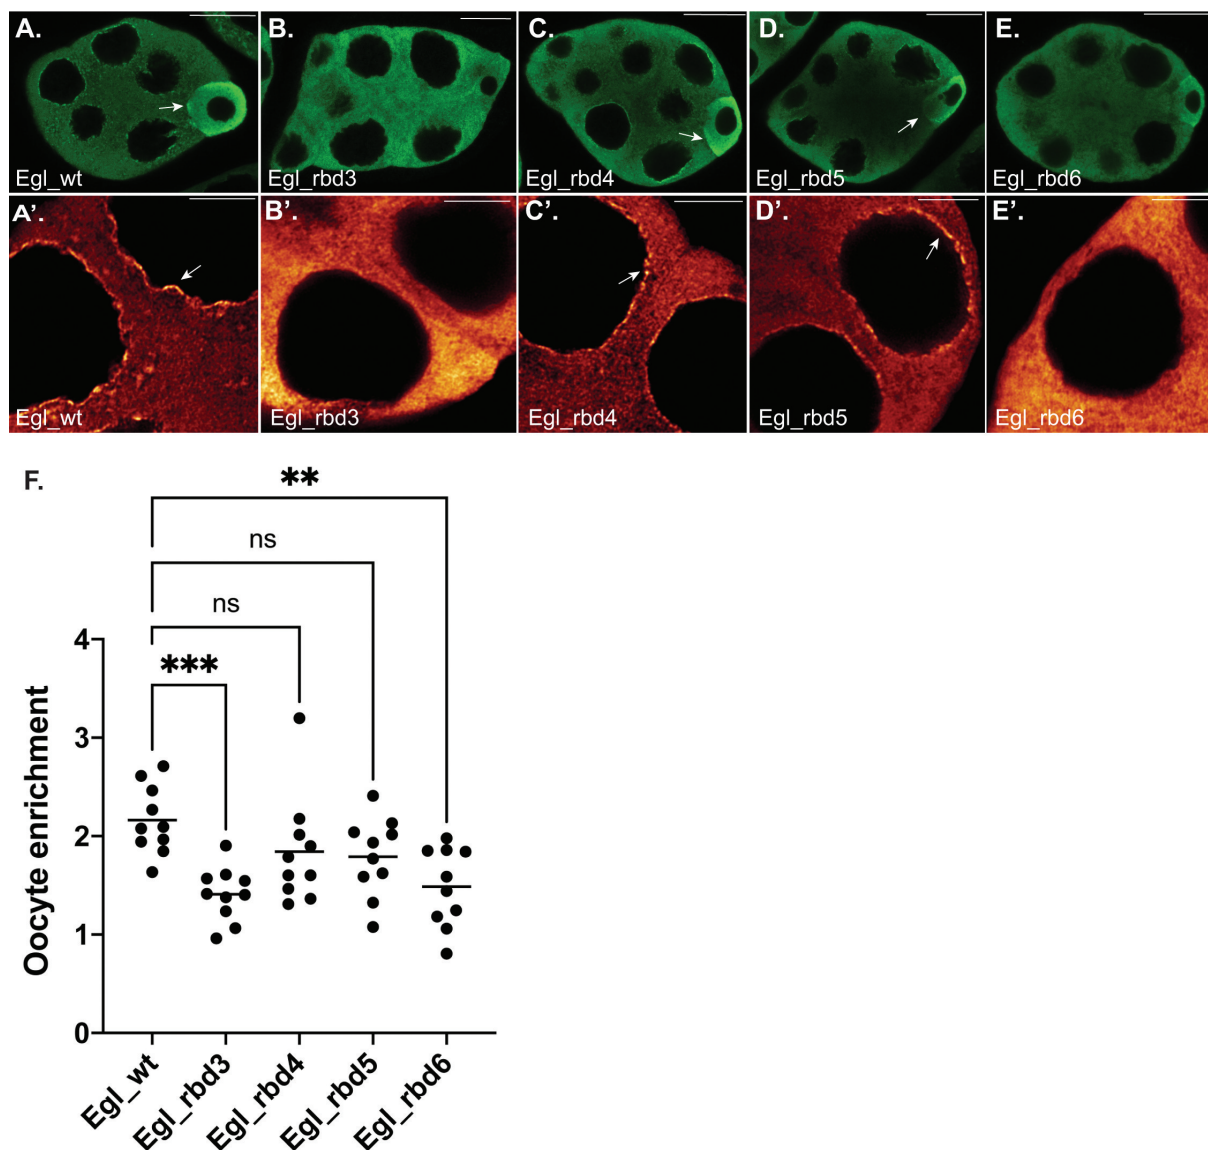 A. B. C. D. E.
Egl_wt Egl_rbd3 Egl_rbd4 Egl_rbd5 Egl_rbd6
A'. B'. C'. D'. E'.
Egl_wt Egl_rbd3 Egl_rbd4 Egl_rbd5 Egl_rbd6
F.
**
ns
ns
***
4
3
2
1
0
Oocyte enrichment
Egl_wt Egl_rbd3 Egl_rbd4 Egl_rbd5 Egl_rbd6